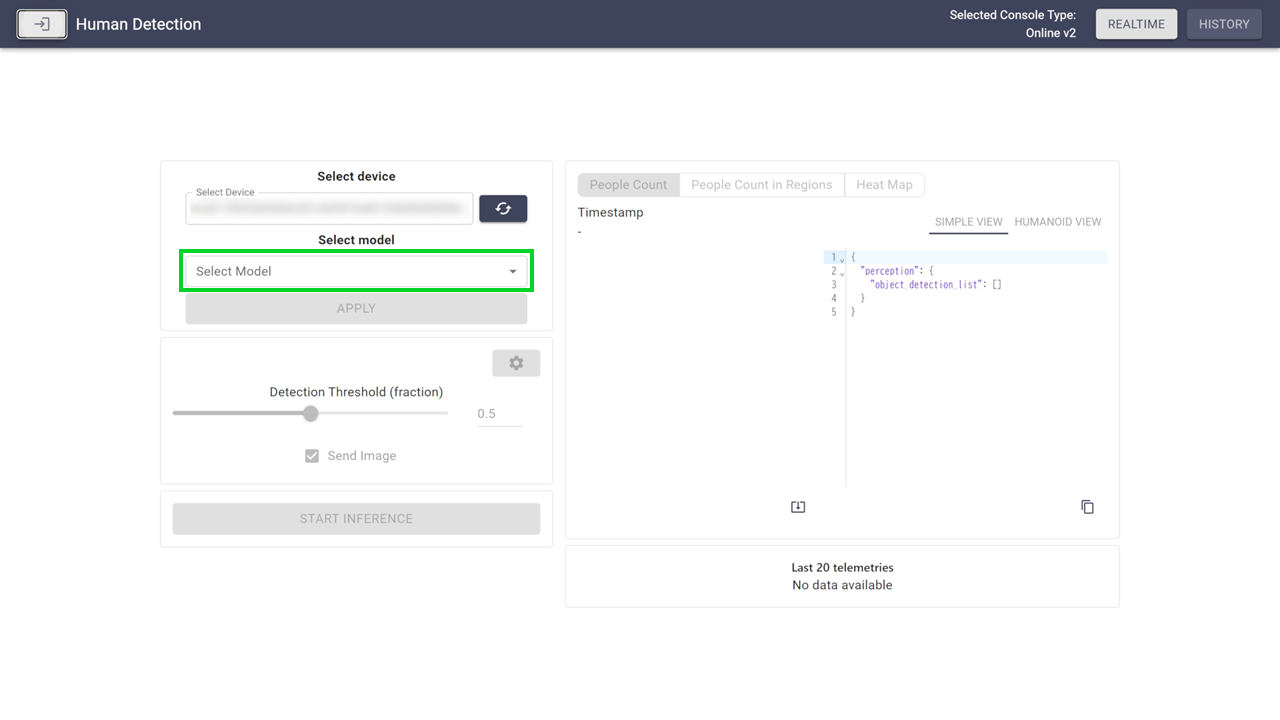 Human Detection
Selected Console Type:
Online v2
REALTIME
HISTORY
Select device
Select Device
Select model
Select Model
APPLY
Detection Threshold (fraction)
0.5
Send Image
START INFERENCE
People Count
People Count in Regions
Heat Map
Timestamp
-
SIMPLE VIEW
HUMANOID VIEW
1 {
2 "perception": {
3 "object_detection_list": []
4 }
5 }
Last 20 telemetries
No data available